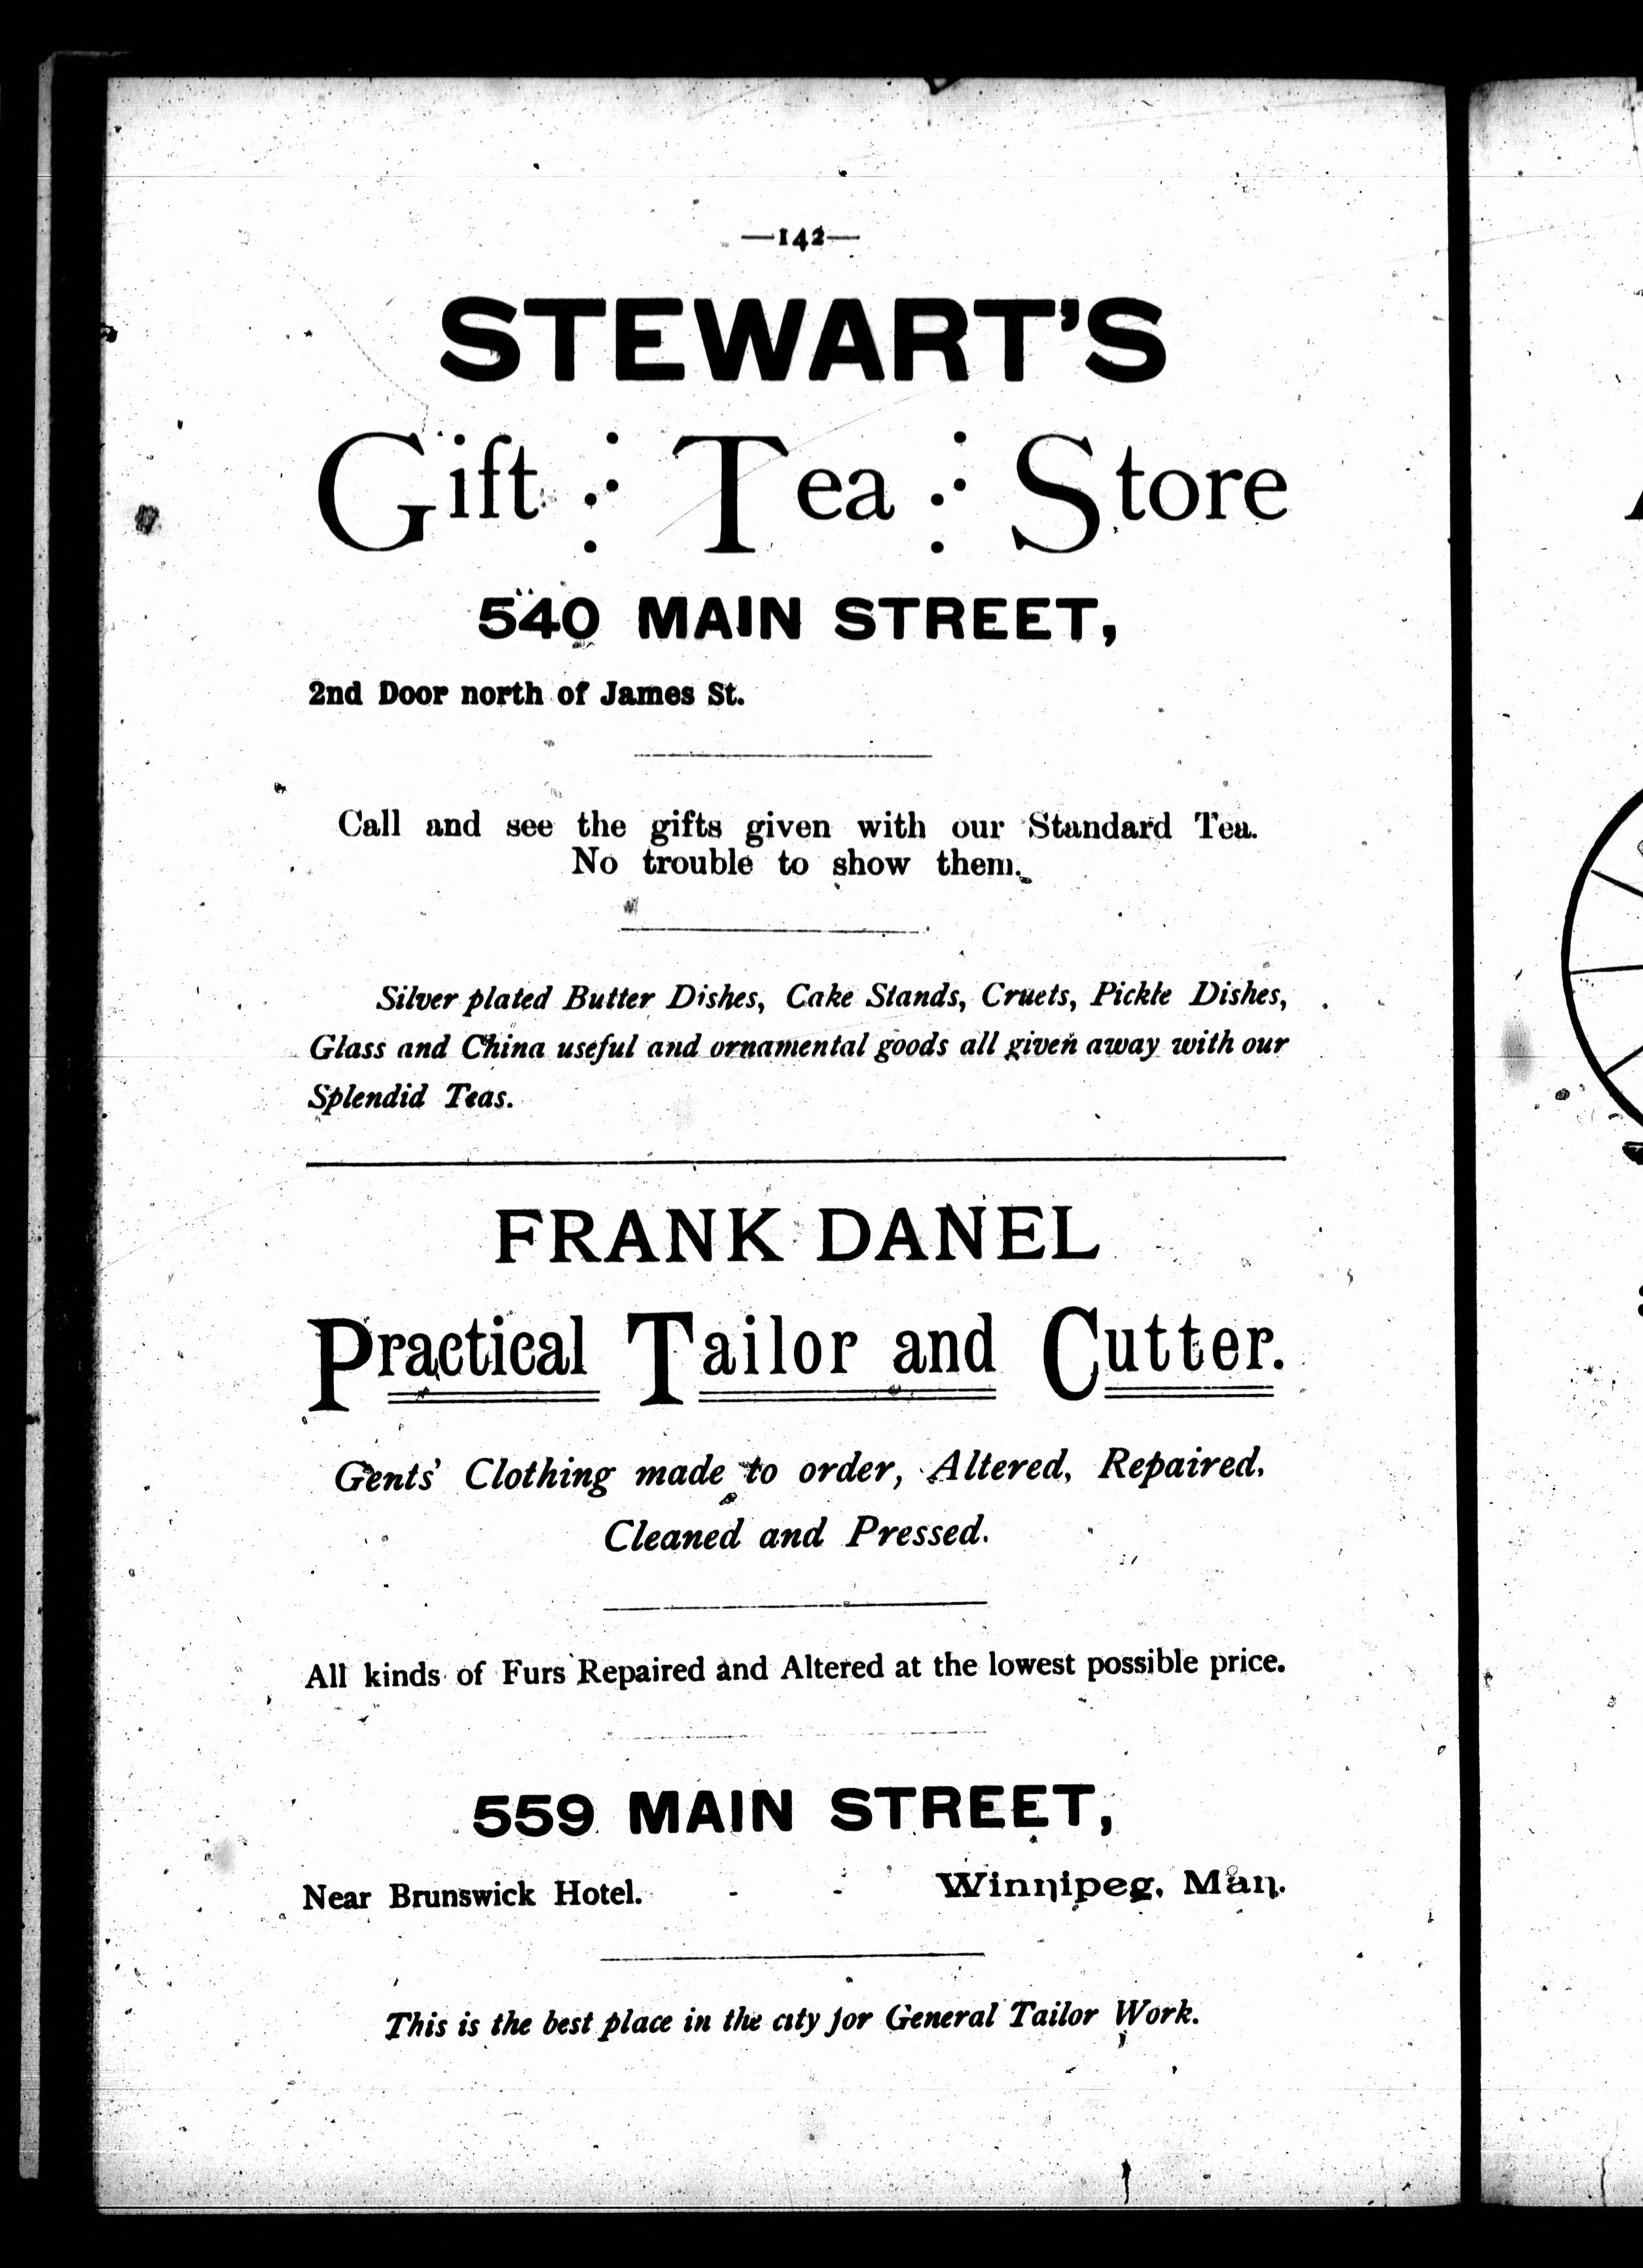 —142—
STEWART'S
Gift Tea Store
540 MAIN STREET,
2nd Door north of James St.
Call and see the gifts given with our Standard Tea.
No trouble to show them.
Silver plated Butter Dishes, Cake Stands, Cruets, Pickle Dishes,
Glass and China useful and ornamental goods all given away with our
Splendid Teas.
FRANK DANEL
Practical Tailor and Cutter.
Gents' Clothing made to order, Altered, Repaired,
Cleaned and Pressed.
All kinds of Furs Repaired and Altered at the lowest possible price.
559 MAIN STREET,
Near Brunswick Hotel. - - Winnipeg, Man.
This is the best place in the city for General Tailor Work.